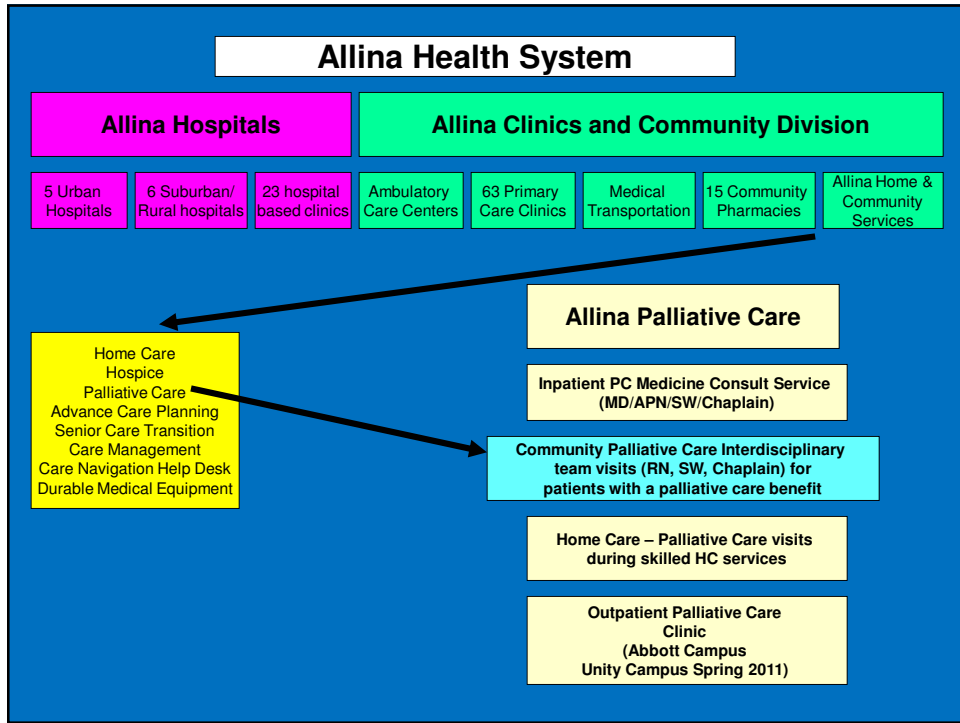 Allina Health System
Allina Hospitals
Allina Clinics and Community Division
5 Urban
Hospitals
6 Suburban/
Rural hospitals
23 hospital
based clinics
Ambulatory
Care Centers
63 Primary
Care Clinics
Medical
Transportation
15 Community
Pharmacies
Allina Home &
Community
Services
Home Care
Hospice
Palliative Care
Advance Care Planning
Senior Care Transition
Care Management
Care Navigation Help Desk
Durable Medical Equipment
Allina Palliative Care
Inpatient PC Medicine Consult Service
(MD/APN/SW/Chaplain)
Community Palliative Care Interdisciplinary
team visits (RN, SW, Chaplain) for
patients with a palliative care benefit
Home Care – Palliative Care visits
during skilled HC services
Outpatient Palliative Care
Clinic
(Abbott Campus
Unity Campus Spring 2011)